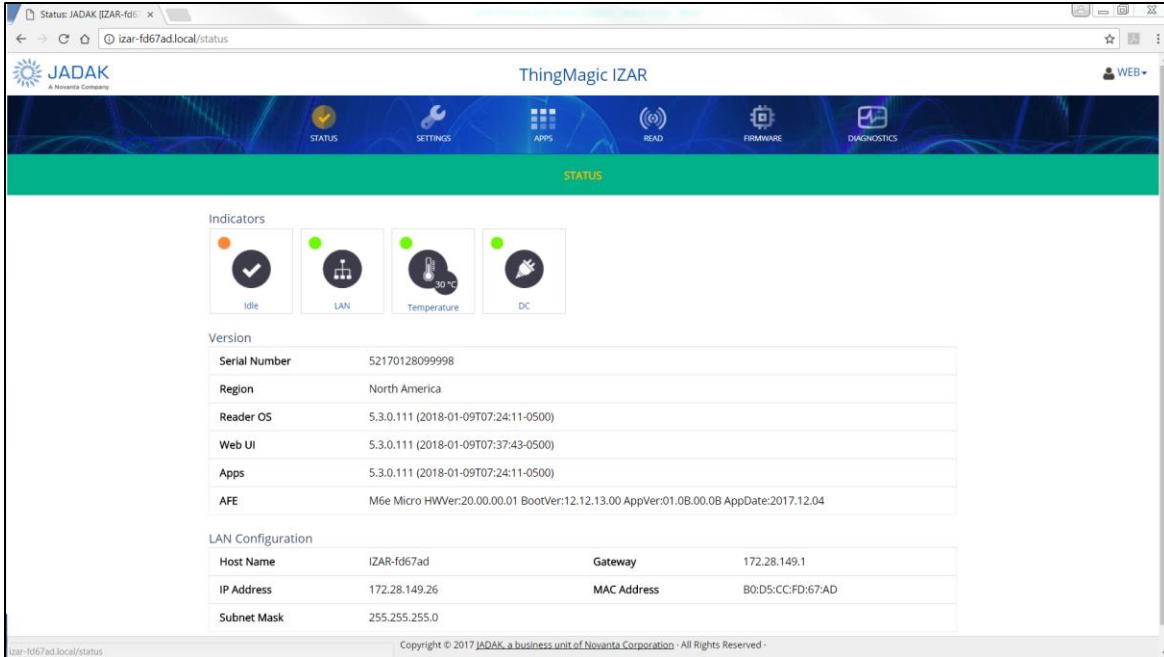 Status: JADAK [IZAR-fd6
izar-fd67ad.local/status
JADAK
A Novanta Company
ThingMagic IZAR
WEB
STATUS SETTINGS APPS READ FIRMWARE DIAGNOSTICS
STATUS
Indicators
30 °C
Idle LAN Temperature DC
Version
Serial Number 52170128099998
Region North America
Reader OS 5.3.0.111 (2018-01-09T07:24:11-0500)
Web UI 5.3.0.111 (2018-01-09T07:37:43-0500)
Apps 5.3.0.111 (2018-01-09T07:24:11-0500)
AFE M6e Micro HWVer:20.00.00.01 BootVer:12.12.13.00 AppVer:01.0B.00.0B AppDate:2017.12.04
LAN Configuration
Host Name IZAR-fd67ad Gateway 172.28.149.1
IP Address 172.28.149.26 MAC Address B0:D5:CC:FD:67:AD
Subnet Mask 255.255.255.0
Copyright © 2017 JADAK, a business unit of Novanta Corporation - All Rights Reserved -
izar-fd67ad.local/status